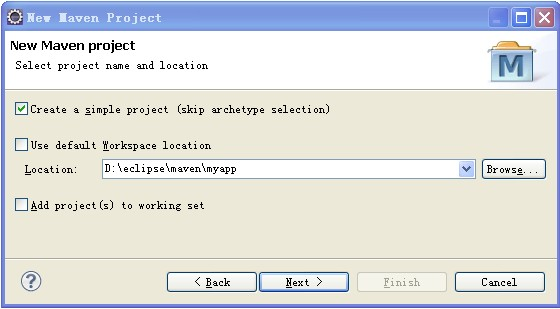 New Maven Project
New Maven project
Select project name and location
M
Create a simple project (skip archetype selection)
Use default Workspace location
Location: D:\eclipse\maven\myapp Browse...
Add project(s) to working set
? < Back Next > Finish Cancel